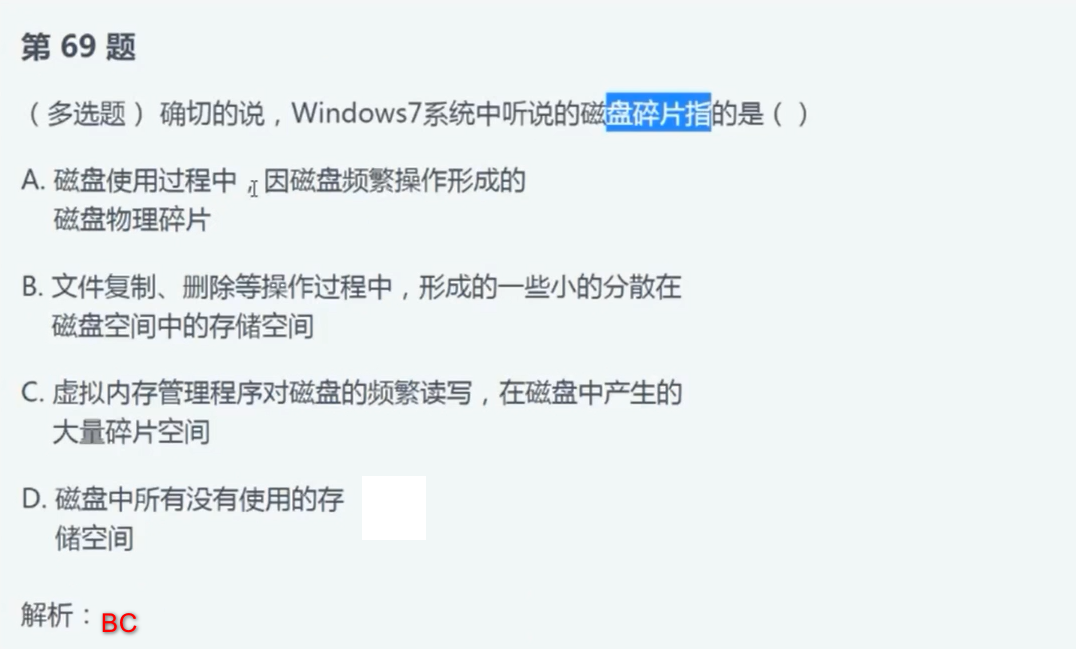 第 69 题
（ 多选题 ） 确切的说，Windows7系统中听说的磁盘碎片指的是（ ）
A. 磁盘使用过程中，因磁盘频繁操作形成的
磁盘物理碎片
B. 文件复制、删除等操作过程中，形成的一些小的分散在
磁盘空间中的存储空间
C. 虚拟内存管理程序对磁盘的频繁读写，在磁盘中产生的
大量碎片空间
D. 磁盘中所有没有使用的存
储空间
解析： BC